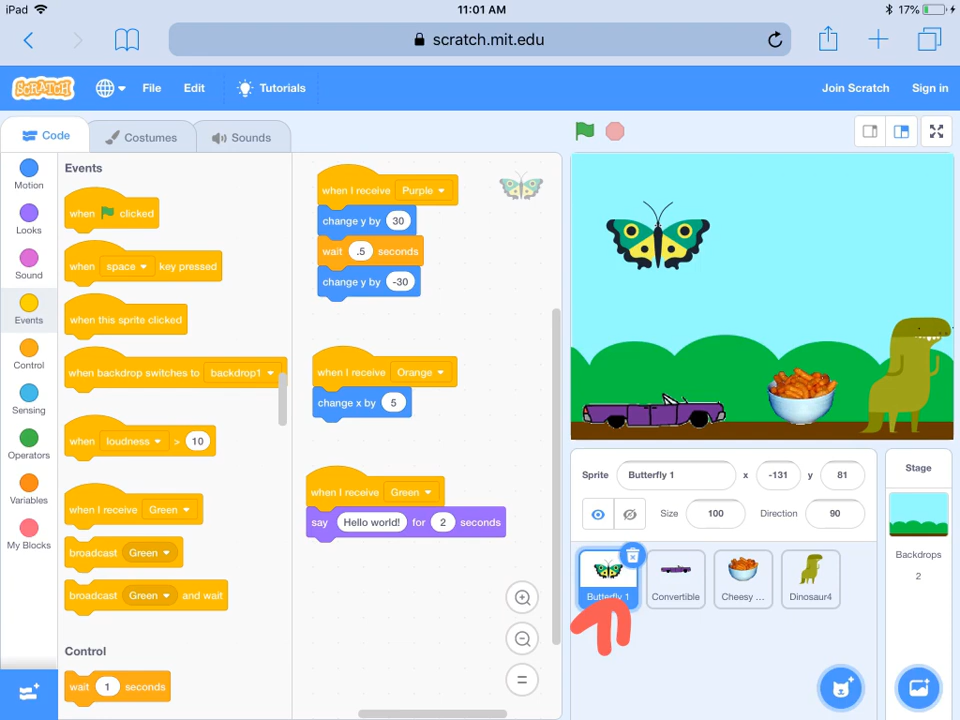 iPad 11:01 AM 17%
scratch.mit.edu
SCRATCH File Edit Tutorials Join Scratch Sign in
Code Costumes Sounds
Motion
Looks
Sound
Events
Control
Sensing
Operators
Variables
My Blocks
Events
when clicked
when space key pressed
when this sprite clicked
when backdrop switches to backdrop1
when loudness > 10
when I receive Green
broadcast Green
broadcast Green and wait
Control
wait 1 seconds
when I receive Purple
change y by 30
wait .5 seconds
change y by -30
when I receive Orange
change x by 5
when I receive Green
say Hello world! for 2 seconds
Sprite Butterfly 1 x -131 y 81
Size 100 Direction 90
Butterfly 1 Convertible Cheesy ... Dinosaur4
Stage
Backdrops
2